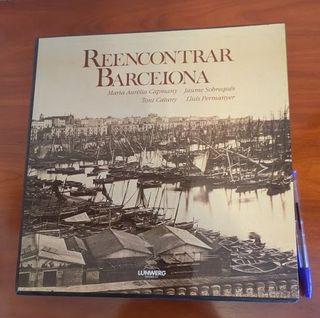 REENCONTRAR
BARCELONA
Maria Aurèlia Capmany Jaume Sobrequés
Toni Catany Lluís Permanyer
LUNWERG